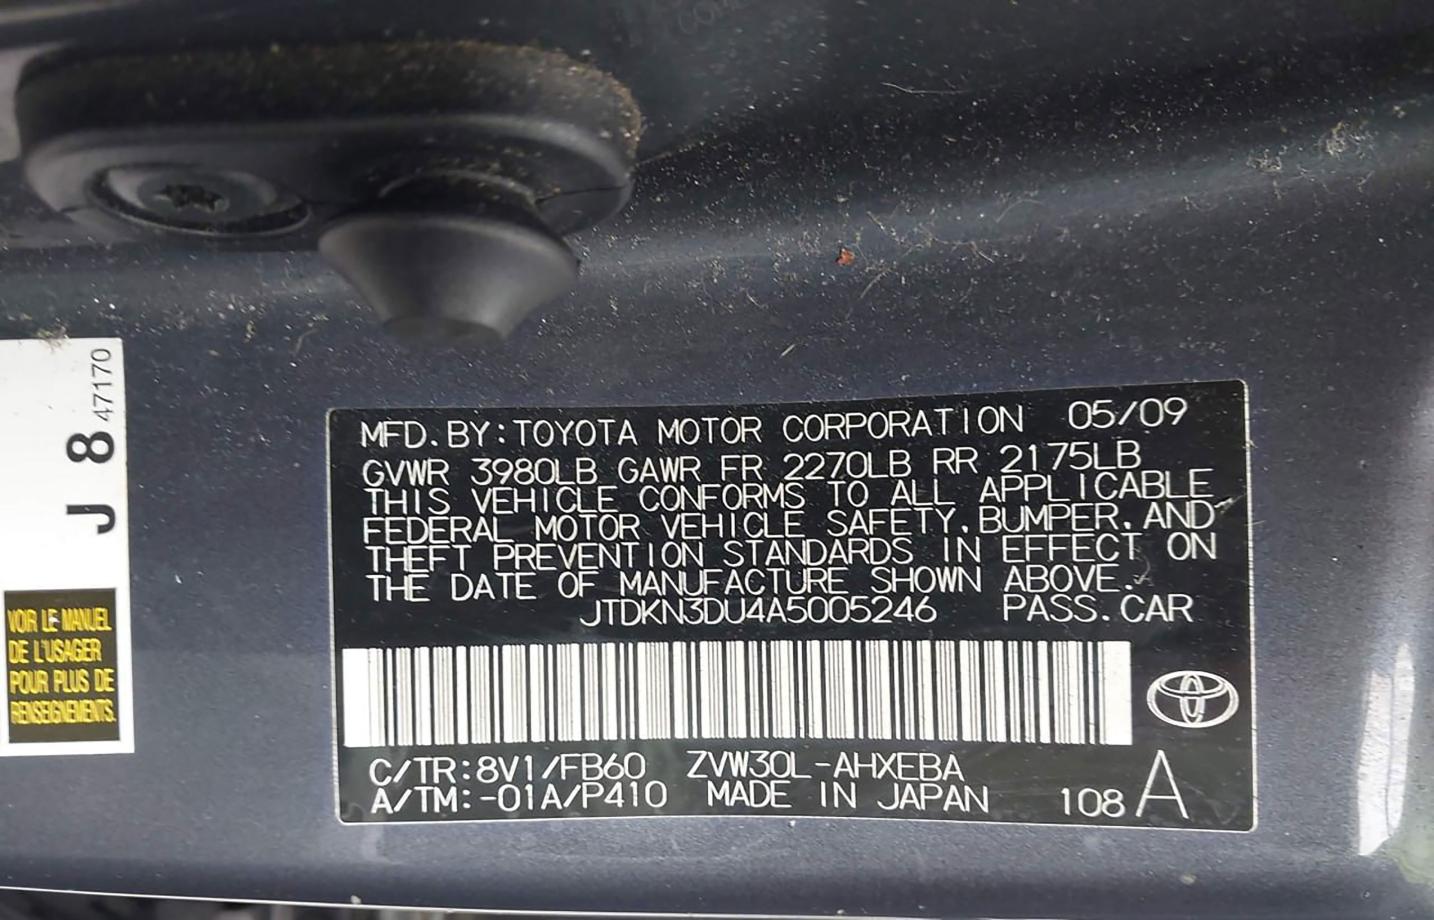 J 8 47170
VOIR LE MANUEL
DE L'USAGER
POUR PLUS DE
RENSEIGNEMENTS.
MFD.BY:TOYOTA MOTOR CORPORATION 05/09
GVWR 3980LB GAWR FR 2270LB RR 2175LB
THIS VEHICLE CONFORMS TO ALL APPLICABLE
FEDERAL MOTOR VEHICLE SAFETY,BUMPER,AND
THEFT PREVENTION STANDARDS IN EFFECT ON
THE DATE OF MANUFACTURE SHOWN ABOVE.
JTDKN3DU4A5005246 PASS.CAR
C/TR:8V1/FB60 ZVW30L-AHXEBA
A/TM:-01A/P410 MADE IN JAPAN 108 A